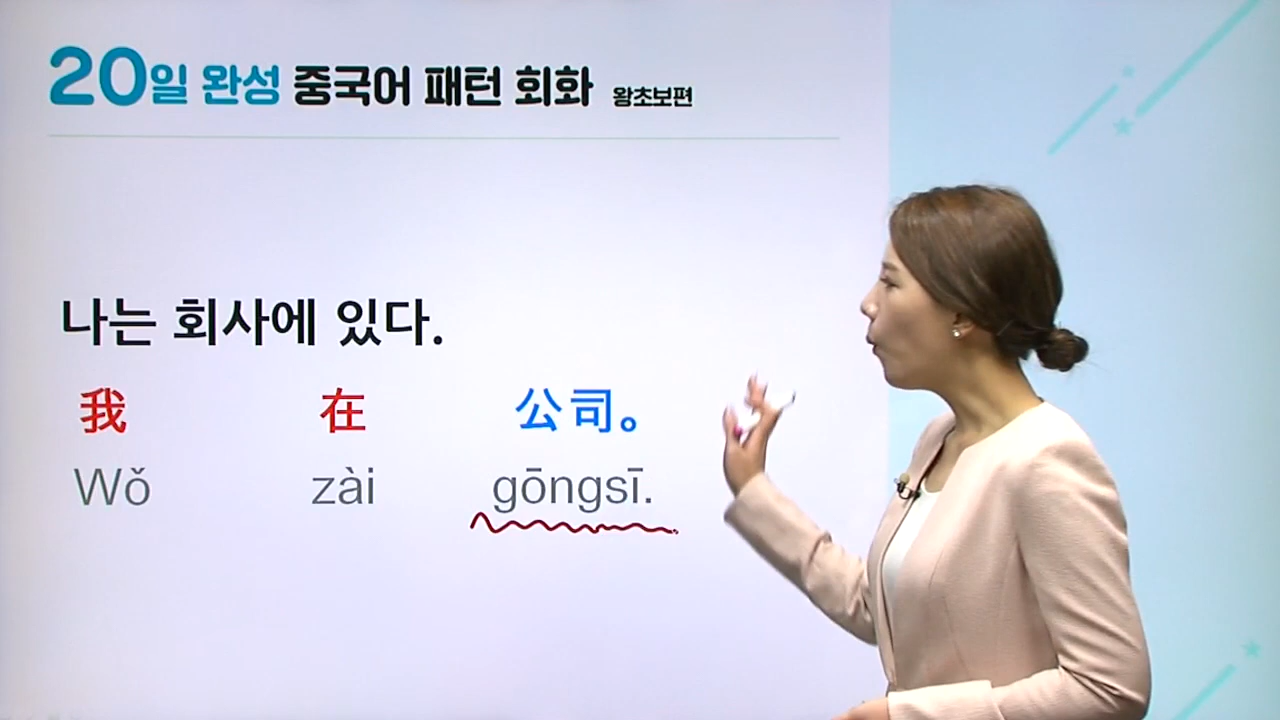 20일 완성 중국어 패턴 회화 왕초보편
나는 회사에 있다.
我 在 公司。
Wǒ zài gōngsī.